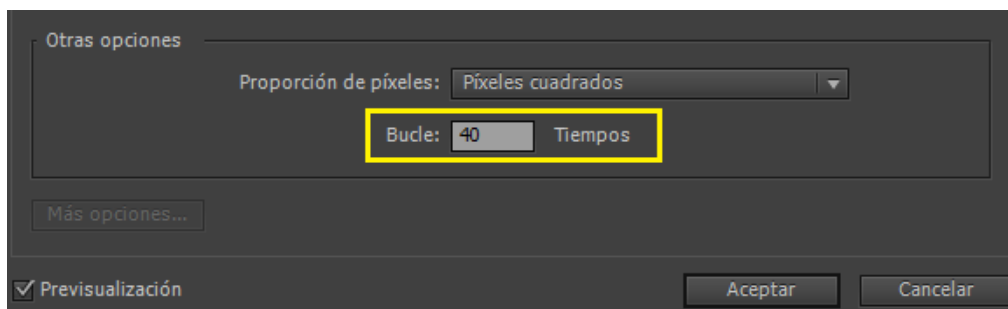 Otras opciones
Proporción de píxeles: Píxeles cuadrados
Bucle: 40 Tiempos
Más opciones...
Previsualización Aceptar Cancelar